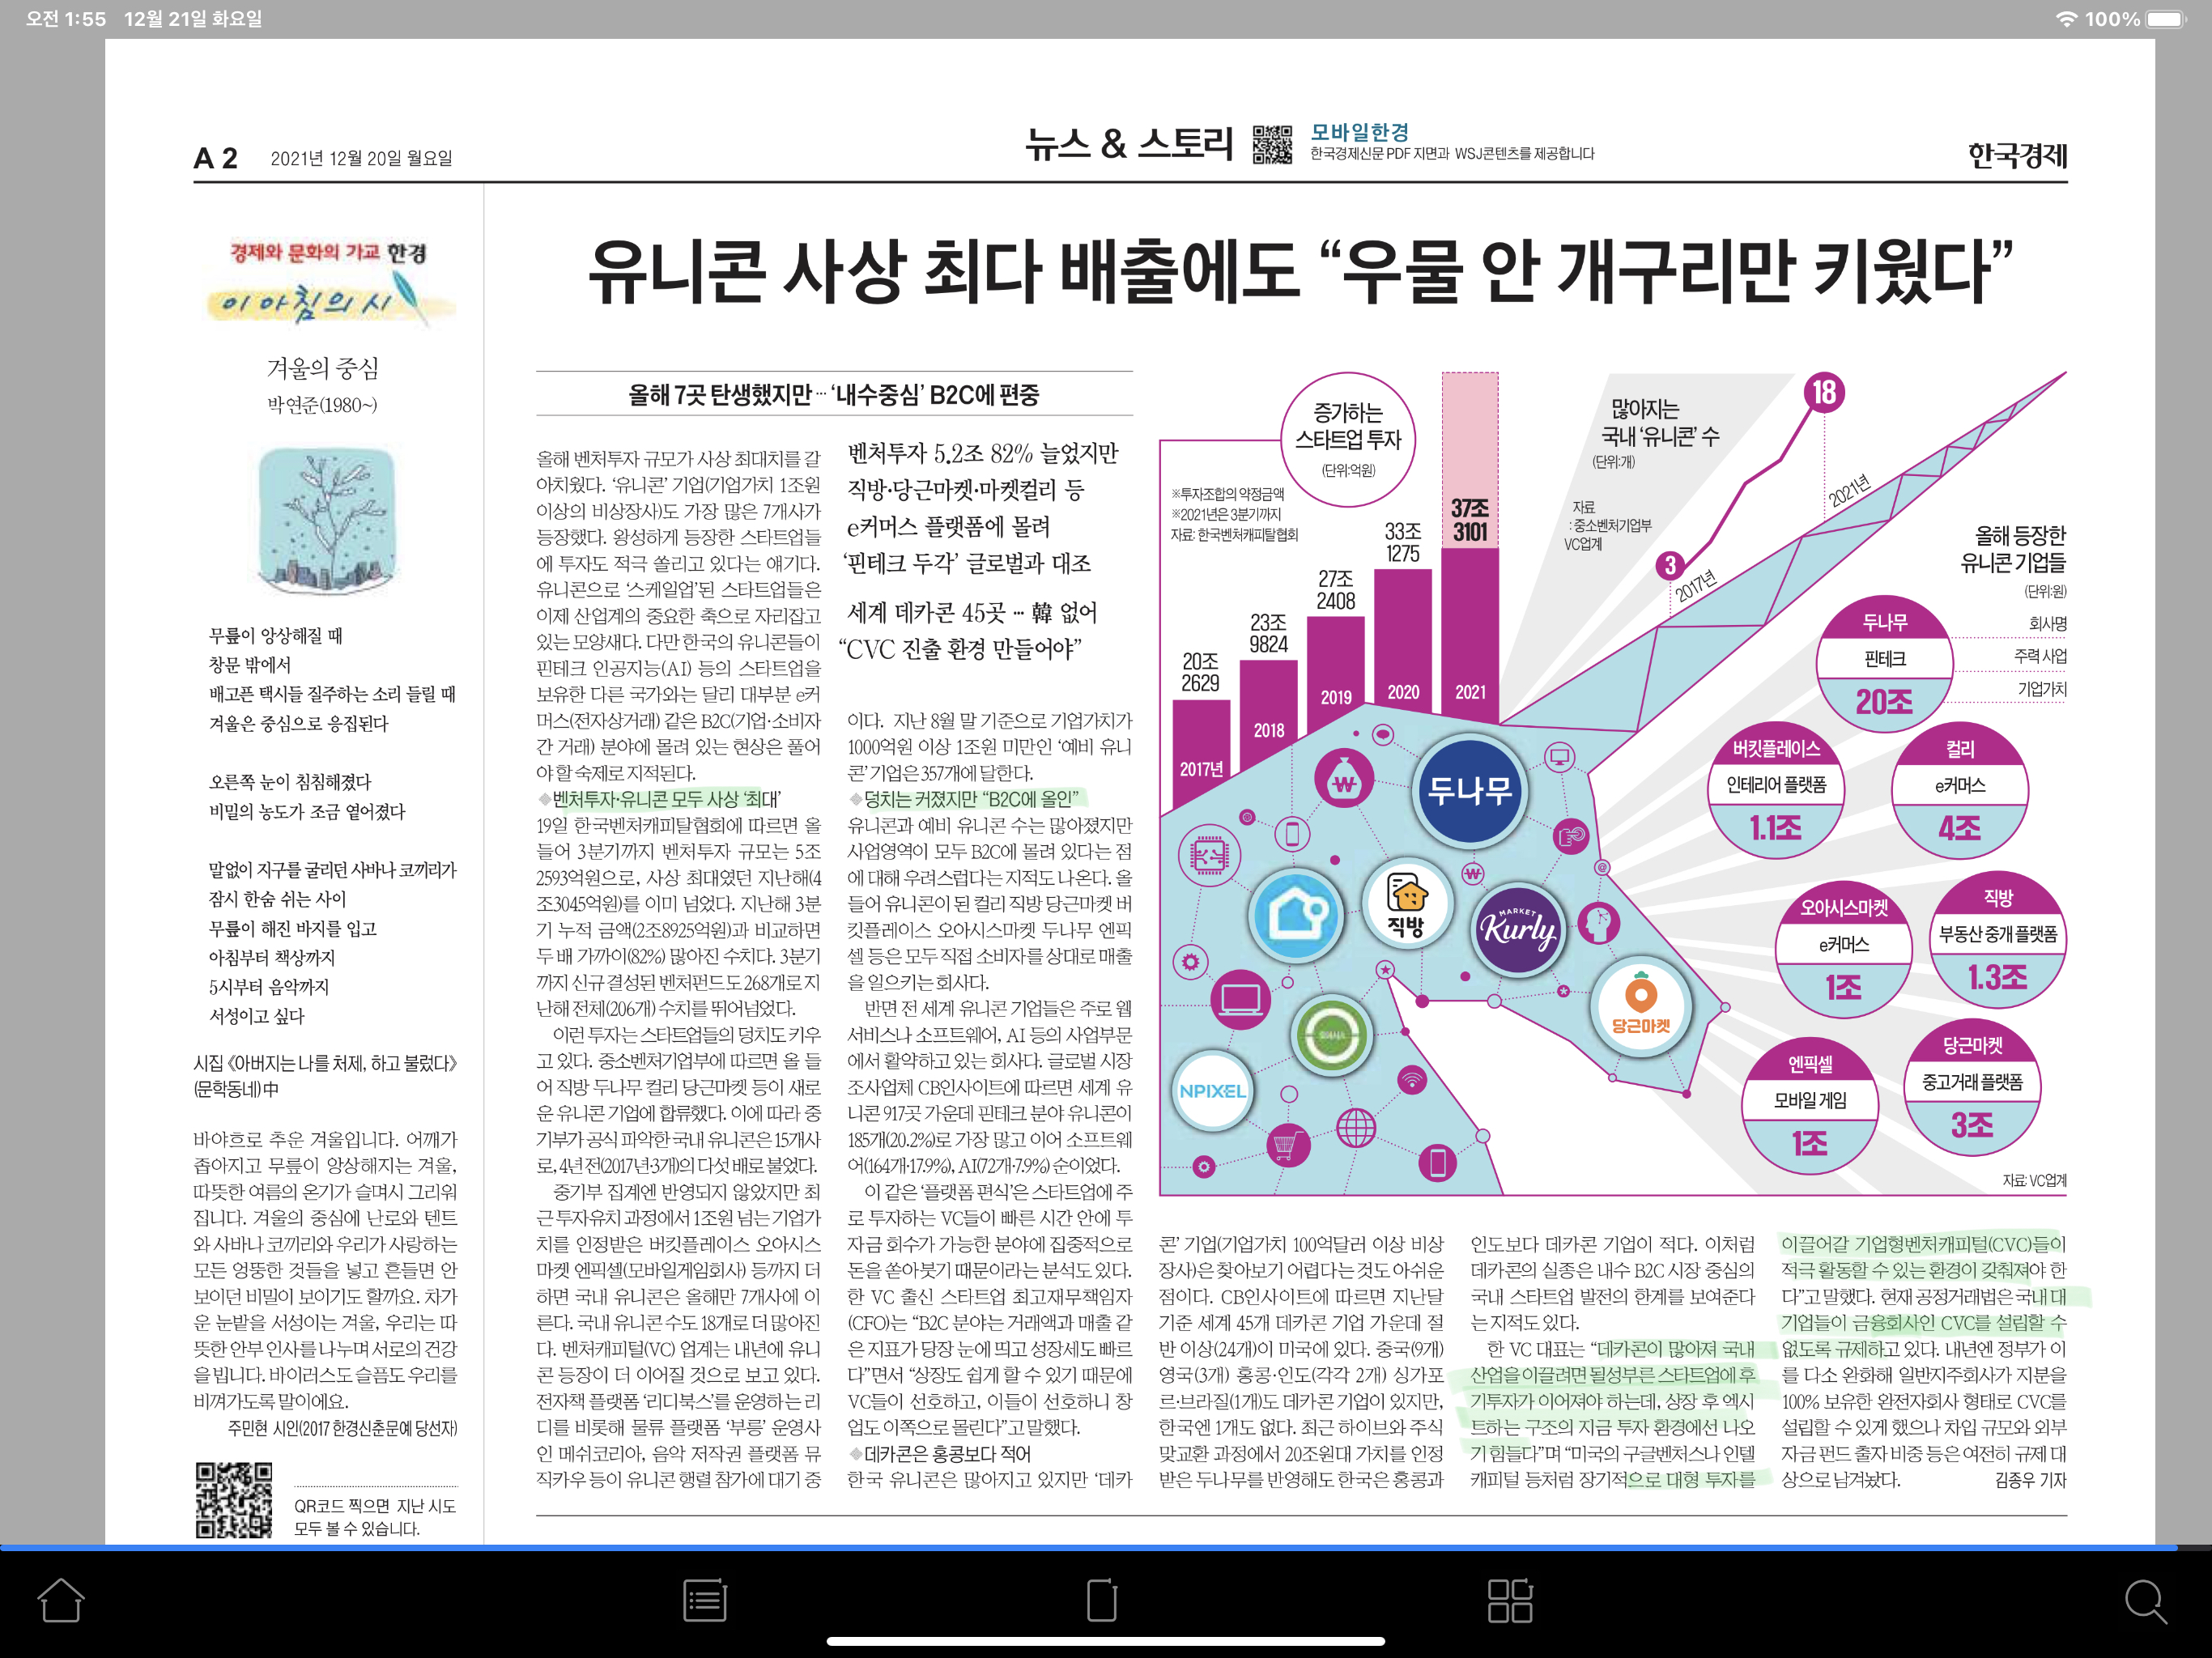 오전 1:55 12월 21일 화요일
100%
A 2 2021년 12월 20일 월요일
뉴스 & 스토리
모바일한경
한국경제신문 PDF 지면과 WSJ콘텐츠를 제공합니다
한국경제
경제와 문화의 가교 한경
이 아침의 시
겨울의 중심
박연준(1980~)
무릎이 앙상해질 때
창문 밖에서
배고픈 택시들 질주하는 소리 들릴 때
겨울은 중심으로 응집된다
오른쪽 눈이 침침해졌다
비밀의 농도가 조금 옅어졌다
말없이 지구를 굴리던 사바나 코끼리가
잠시 한숨 쉬는 사이
무릎이 해진 바지를 입고
아침부터 책상까지
5시부터 음악까지
서성이고 싶다
시집 《아버지는 나를 처제, 하고 불렀다》
(문학동네) 中
바야흐로 추운 겨울입니다. 어깨가
좁아지고 무릎이 앙상해지는 겨울,
따뜻한 여름의 온기가 슬며시 그리워
집니다. 겨울의 중심에 난로와 텐트
와 사바나 코끼리와 우리가 사랑하는
모든 엉뚱한 것들을 넣고 흔들면 안
보이던 비밀이 보이기도 할까요. 차가
운 눈밭을 서성이는 겨울, 우리는 따
뜻한 안부 인사를 나누며 서로의 건강
을 빕니다. 바이러스도 슬픔도 우리를
비껴가도록 말이에요.
주민현 시인(2017 한경신춘문예 당선자)
QR코드 찍으면 지난 시도
모두 볼 수 있습니다.
유니콘 사상 최다 배출에도 “우물 안 개구리만 키웠다”
올해 7곳 탄생했지만… ‘내수중심’ B2C에 편중
올해 벤처투자 규모가 사상 최대치를 갈
아치웠다. ‘유니콘’ 기업(기업가치 1조원
이상의 비상장사)도 가장 많은 7개사가
등장했다. 왕성하게 등장한 스타트업들
에 투자도 적극 쏠리고 있다는 얘기다.
유니콘으로 ‘스케일업’된 스타트업들은
이제 산업계의 중요한 축으로 자리잡고
있는 모양새다. 다만 한국의 유니콘들이
핀테크 인공지능(AI) 등의 스타트업을
보유한 다른 국가와는 달리 대부분 e커
머스(전자상거래) 같은 B2C(기업·소비자
간 거래) 분야에 몰려 있는 현상은 풀어
야 할 숙제로 지적된다.
◆벤처투자·유니콘 모두 사상 ‘최대’
19일 한국벤처캐피탈협회에 따르면 올
들어 3분기까지 벤처투자 규모는 5조
2593억원으로, 사상 최대였던 지난해(4
조3045억원)를 이미 넘었다. 지난해 3분
기 누적 금액(2조8925억원)과 비교하면
두 배 가까이(82%) 많아진 수치다. 3분기
까지 신규 결성된 벤처펀드도 268개로 지
난해 전체(206개) 수치를 뛰어넘었다.
이런 투자는 스타트업들의 덩치도 키우
고 있다. 중소벤처기업부에 따르면 올 들
어 직방 두나무 컬리 당근마켓 등이 새로
운 유니콘 기업에 합류했다. 이에 따라 중
기부가 공식 파악한 국내 유니콘은 15개사
로, 4년 전(2017년 3개)의 다섯 배로 불었다.
중기부 집계엔 반영되지 않았지만 최
근 투자유치 과정에서 1조원 넘는 기업가
치를 인정받은 버킷플레이스 오아시스
마켓 엔픽셀(모바일게임회사) 등까지 더
하면 국내 유니콘은 올해만 7개사에 이
른다. 국내 유니콘 수도 18개로 더 많아진
다. 벤처캐피털(VC) 업계는 내년에 유니
콘 등장이 더 이어질 것으로 보고 있다.
전자책 플랫폼 ‘리디북스’를 운영하는 리
디를 비롯해 물류 플랫폼 ‘부릉’ 운영사
인 메쉬코리아, 음악 저작권 플랫폼 뮤
직카우 등이 유니콘 행렬 참가에 대기 중
벤처투자 5.2조 82% 늘었지만
직방·당근마켓·마켓컬리 등
e커머스 플랫폼에 몰려
‘핀테크 두각’ 글로벌과 대조
세계 데카콘 45곳 … 韓 없어
“CVC 진출 환경 만들어야”
이다. 지난 8월 말 기준으로 기업가치가
1000억원 이상 1조원 미만인 ‘예비 유니
콘’ 기업은 357개에 달한다.
◆덩치는 커졌지만 “B2C에 올인”
유니콘과 예비 유니콘 수는 많아졌지만
사업영역이 모두 B2C에 몰려 있다는 점
에 대해 우려스럽다는 지적도 나온다. 올
들어 유니콘이 된 컬리 직방 당근마켓 버
킷플레이스 오아시스마켓 두나무 엔픽
셀 등은 모두 직접 소비자를 상대로 매출
을 일으키는 회사다.
반면 전 세계 유니콘 기업들은 주로 웹
서비스나 소프트웨어, AI 등의 사업부문
에서 활약하고 있는 회사다. 글로벌 시장
조사업체 CB인사이트에 따르면 세계 유
니콘 917곳 가운데 핀테크 분야 유니콘이
185개(20.2%)로 가장 많고 이어 소프트웨
어(164개·17.9%), AI(72개·7.9%) 순이었다.
이 같은 ‘플랫폼 편식’은 스타트업에 주
로 투자하는 VC들이 빠른 시간 안에 투
자금 회수가 가능한 분야에 집중적으로
돈을 쏟아붓기 때문이라는 분석도 있다.
한 VC 출신 스타트업 최고재무책임자
(CFO)는 “B2C 분야는 거래액과 매출 같
은 지표가 당장 눈에 띄고 성장세도 빠르
다”면서 “상장도 쉽게 할 수 있기 때문에
VC들이 선호하고, 이들이 선호하니 창
업도 이쪽으로 몰린다”고 말했다.
◆데카콘은 홍콩보다 적어
한국 유니콘은 많아지고 있지만 ‘데카
증가하는
스타트업 투자
(단위:억원)
※투자조합의 약정금액
※2021년은 3분기까지
자료: 한국벤처캐피탈협회
20조
2629
2017년
23조
9824
2018
27조
2408
2019
33조
1275
2020
37조
3101
2021
많아지는
국내 ‘유니콘’ 수
(단위:개)
자료
: 중소벤처기업부
VC업계
3
2017년
18
2021년
올해 등장한
유니콘 기업들
(단위:원)
회사명
주력 사업
기업가치
두나무
핀테크
20조
버킷플레이스
인테리어 플랫폼
1.1조
컬리
e커머스
4조
오아시스마켓
e커머스
1조
직방
부동산 중개 플랫폼
1.3조
엔픽셀
모바일 게임
1조
당근마켓
중고거래 플랫폼
3조
두나무
직방
MARKET
Kurly
당근마켓
NPIXEL
자료: VC업계
콘’ 기업(기업가치 100억달러 이상 비상
장사)은 찾아보기 어렵다는 것도 아쉬운
점이다. CB인사이트에 따르면 지난달
기준 세계 45개 데카콘 기업 가운데 절
반 이상(24개)이 미국에 있다. 중국(9개)
영국(3개) 홍콩·인도(각각 2개) 싱가포
르·브라질(1개)도 데카콘 기업이 있지만,
한국엔 1개도 없다. 최근 하이브와 주식
맞교환 과정에서 20조원대 가치를 인정
받은 두나무를 반영해도 한국은 홍콩과
인도보다 데카콘 기업이 적다. 이처럼
데카콘의 실종은 내수 B2C 시장 중심의
국내 스타트업 발전의 한계를 보여준다
는 지적도 있다.
한 VC 대표는 “데카콘이 많아져 국내
산업을 이끌려면 될성부른 스타트업에 후
기투자가 이어져야 하는데, 상장 후 엑시
트하는 구조의 지금 투자 환경에선 나오
기 힘들다”며 “미국의 구글벤처스나 인텔
캐피털 등처럼 장기적으로 대형 투자를
이끌어갈 기업형벤처캐피털(CVC)들이
적극 활동할 수 있는 환경이 갖춰져야 한
다”고 말했다. 현재 공정거래법은 국내 대
기업들이 금융회사인 CVC를 설립할 수
없도록 규제하고 있다. 내년엔 정부가 이
를 다소 완화해 일반지주회사가 지분을
100% 보유한 완전자회사 형태로 CVC를
설립할 수 있게 했으나 차입 규모와 외부
자금 펀드 출자 비중 등은 여전히 규제 대
상으로 남겨놨다.
김종우 기자